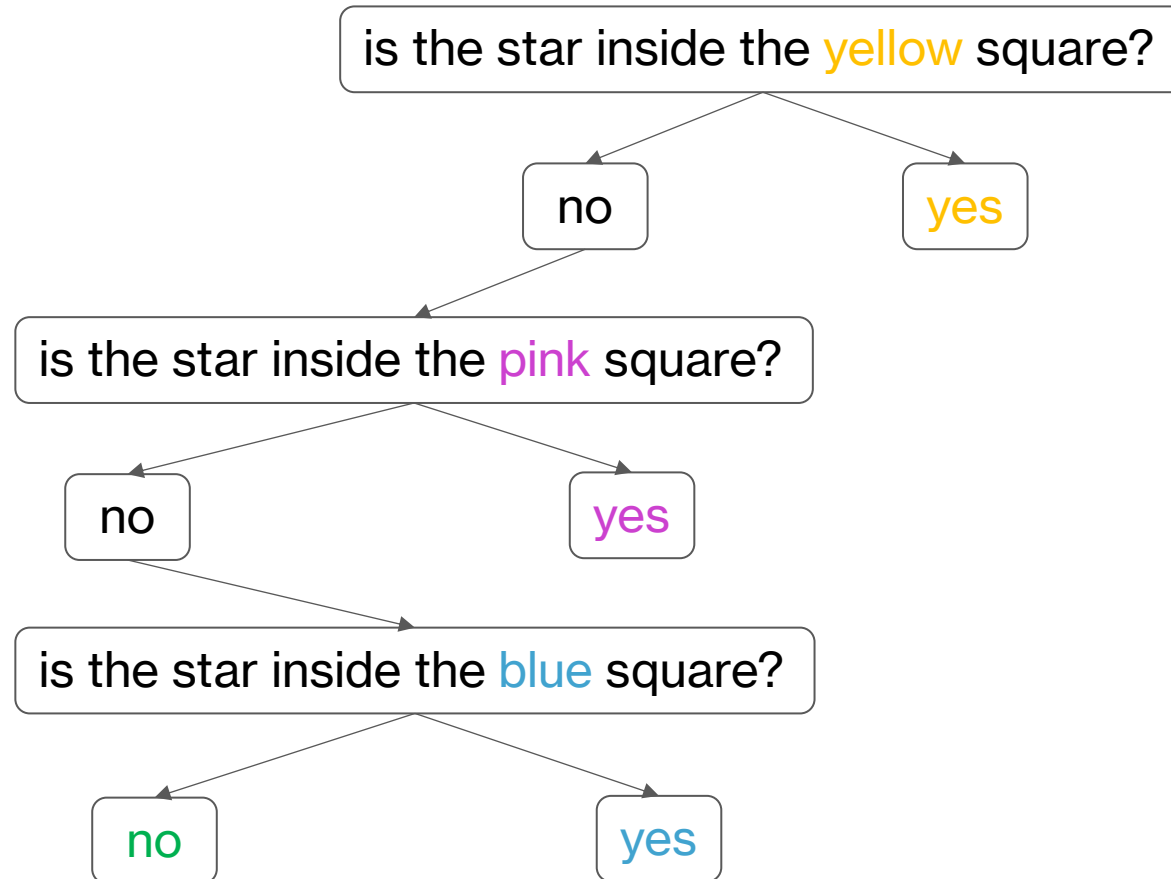 is the star inside the yellow square?
no
yes
is the star inside the pink square?
no
yes
is the star inside the blue square?
no
yes